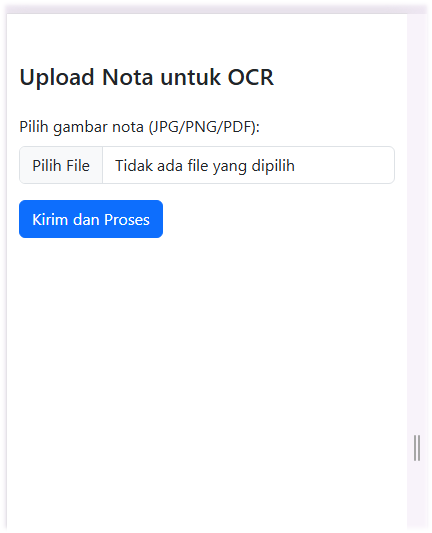 Upload Nota untuk OCR
Pilih gambar nota (JPG/PNG/PDF):
Pilih File Tidak ada file yang dipilih
Kirim dan Proses